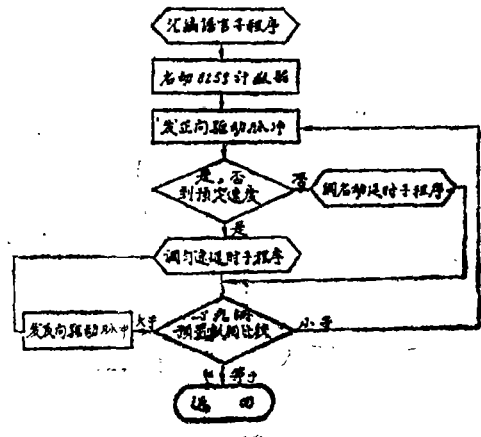 汇编语言子程序
启动8253计数器
发正向驱动脉冲
是,否
到预定速度
否
调启动延时子程序
是
调匀速延时子程序
发反向驱动脉冲
大于
预置数相比较
小于
等于
返回